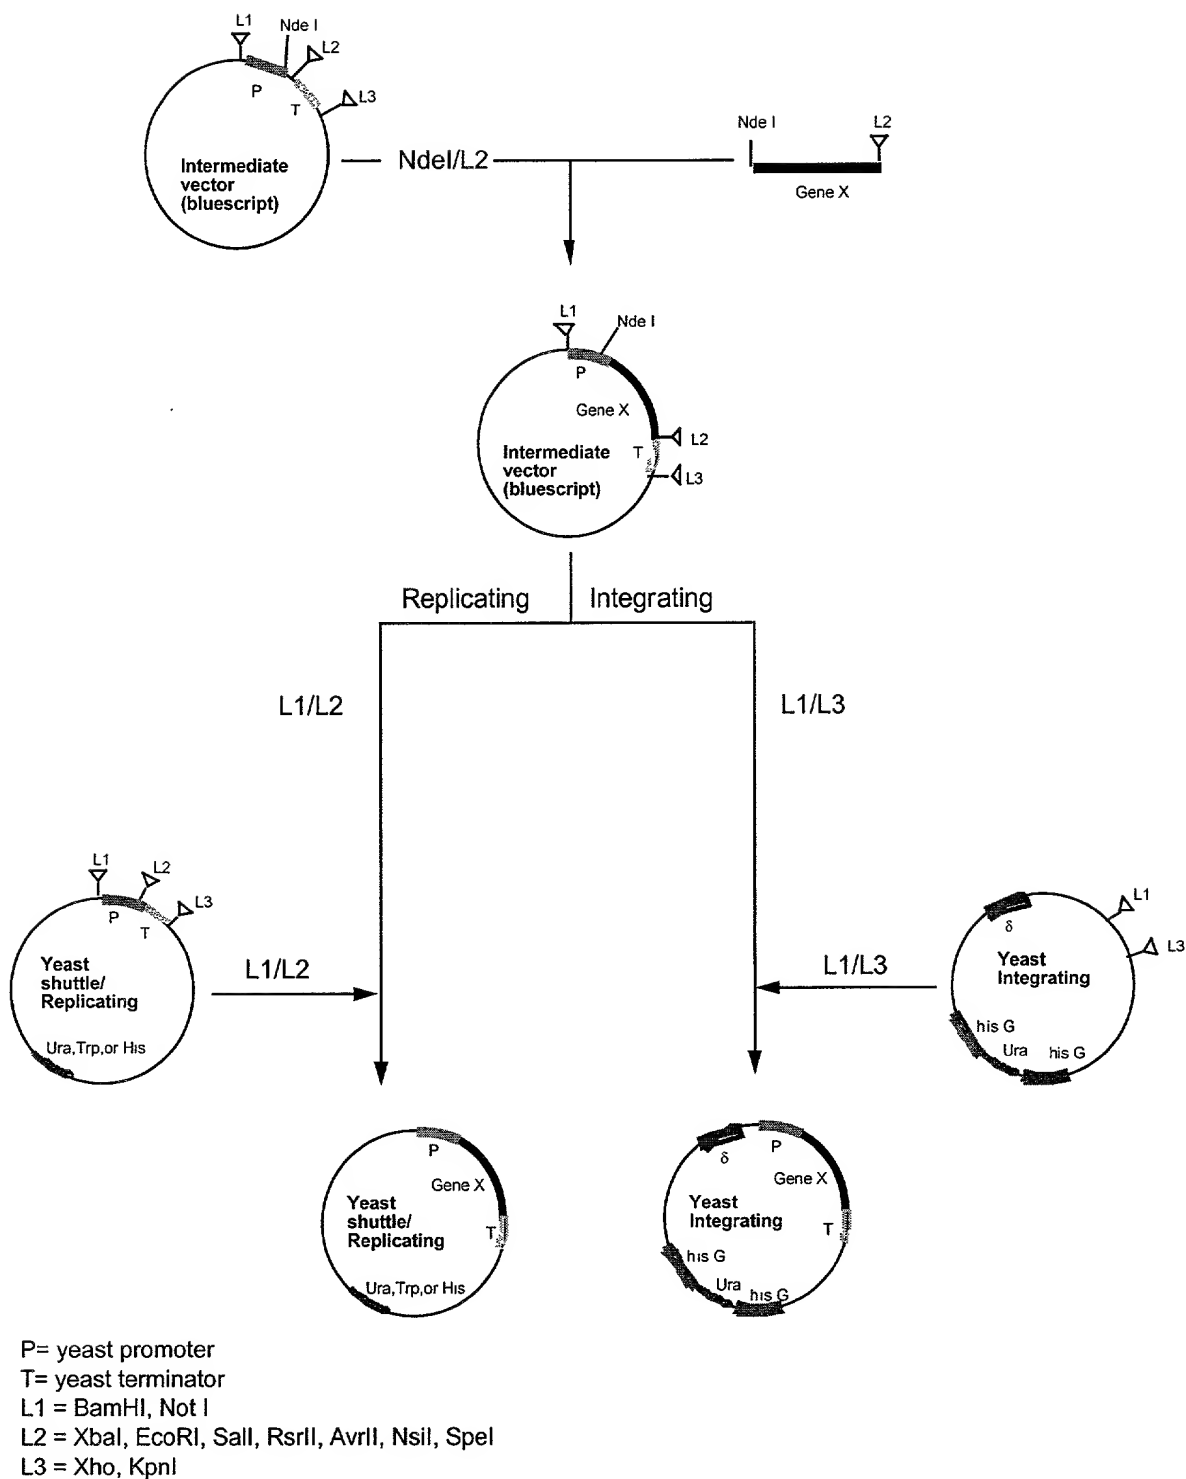 L1
Nde I
L2
P
T
L3
Intermediate
vector
(bluescript)
NdeI/L2
Nde I
L2
Gene X
L1
Nde I
P
Gene X
L2
T
L3
Intermediate
vector
(bluescript)
Replicating
Integrating
L1/L2
L1/L3
L1
L2
L3
P
T
Yeast
shuttle/
Replicating
Ura,Trp,or His
L1/L2
L1/L3
L1
L3
δ
Yeast
Integrating
his G
Ura
his G
P
Gene X
Yeast
shuttle/
Replicating
T
Ura,Trp,or His
δ
P
Gene X
Yeast
Integrating
T
his G
Ura
his G
P= yeast promoter
T= yeast terminator
L1 = BamHI, Not I
L2 = XbaI, EcoRI, SalI, RsrII, AvrII, NsiI, SpeI
L3 = Xho, KpnI